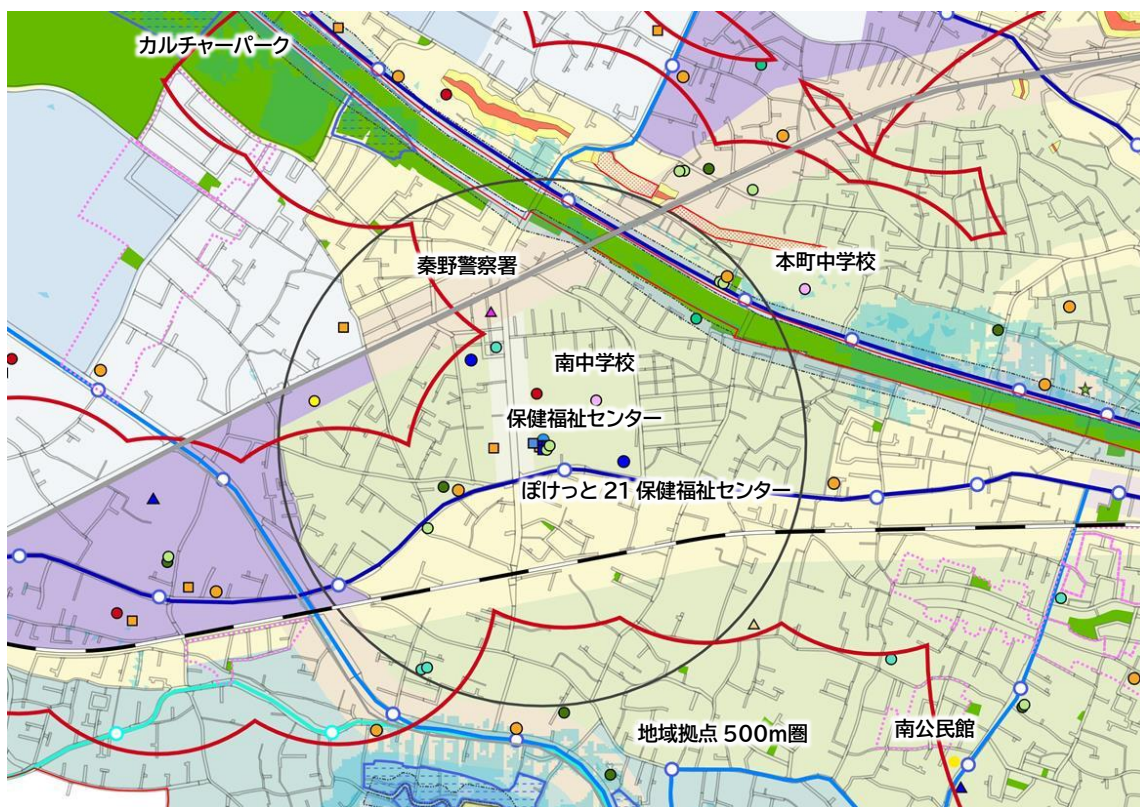 カルチャーパーク
秦野警察署
本町中学校
南中学校
保健福祉センター
ぽけっと21保健福祉センター
地域拠点500m圏
南公民館